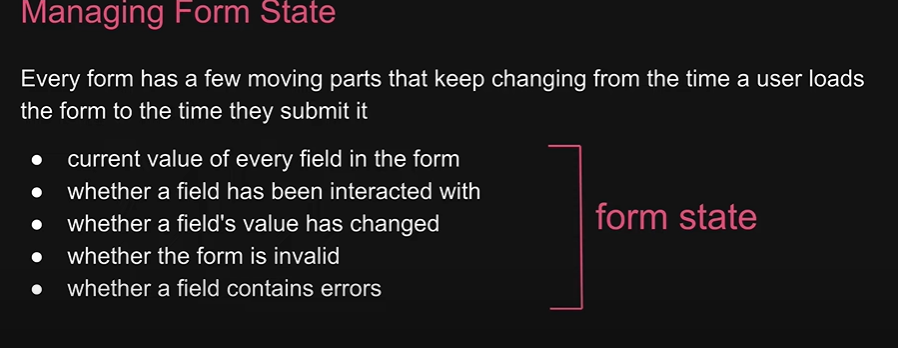 Managing Form State
Every form has a few moving parts that keep changing from the time a user loads
the form to the time they submit it
● current value of every field in the form
● whether a field has been interacted with
● whether a field's value has changed
● whether the form is invalid
● whether a field contains errors
form state